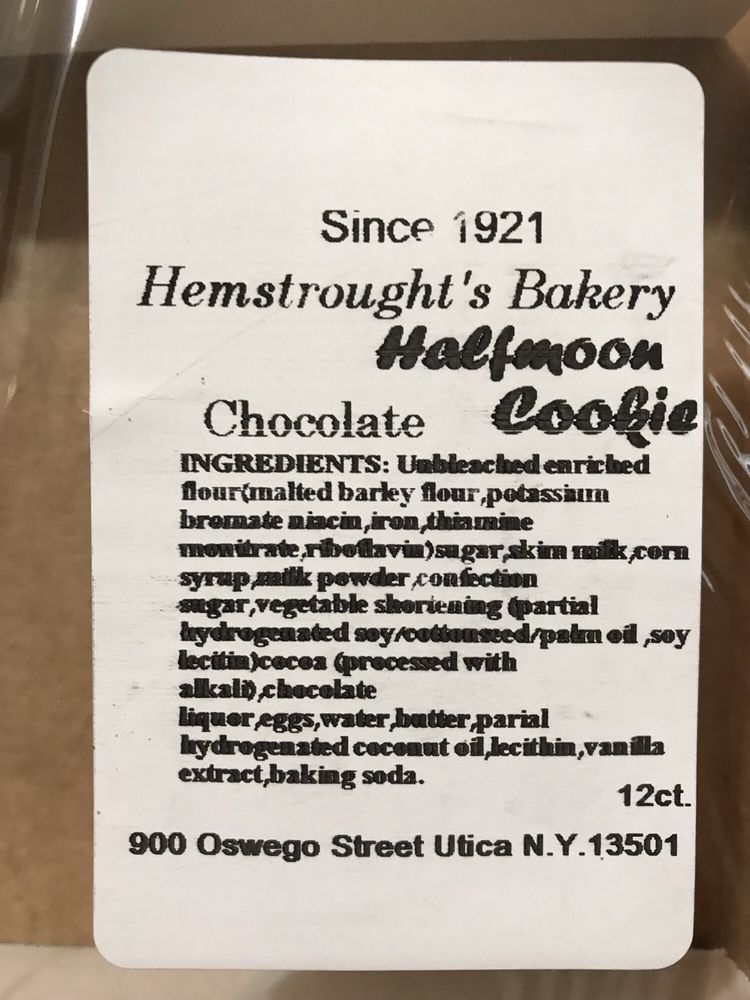 Since 1921
Hemstrought's Bakery
Halfmoon
Chocolate Cookie
INGREDIENTS: Unbleached enriched
flour(malted barley flour,potassium
bromate niacin,iron,thiamine
monitrate,riboflavin)sugar,skim milk,corn
syrup,milk powder,confection
sugar,vegetable shortening (partial
hydrogenated soy/cottonseed/palm oil ,soy
lecitin)cocoa (processed with
alkali),chocolate
liquor,eggs,water,butter,parial
hydrogenated coconut oil,lecithin,vanilla
extract,baking soda.
12ct.
900 Oswego Street Utica N.Y.13501